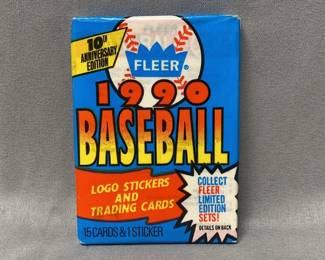 10TH
ANNIVERSARY
EDITION
FLEER®
1990
BASEBALL
LOGO STICKERS
AND
TRADING CARDS
COLLECT
FLEER
LIMITED
EDITION
SETS!
DETAILS ON BACK
15 CARDS & 1 STICKER